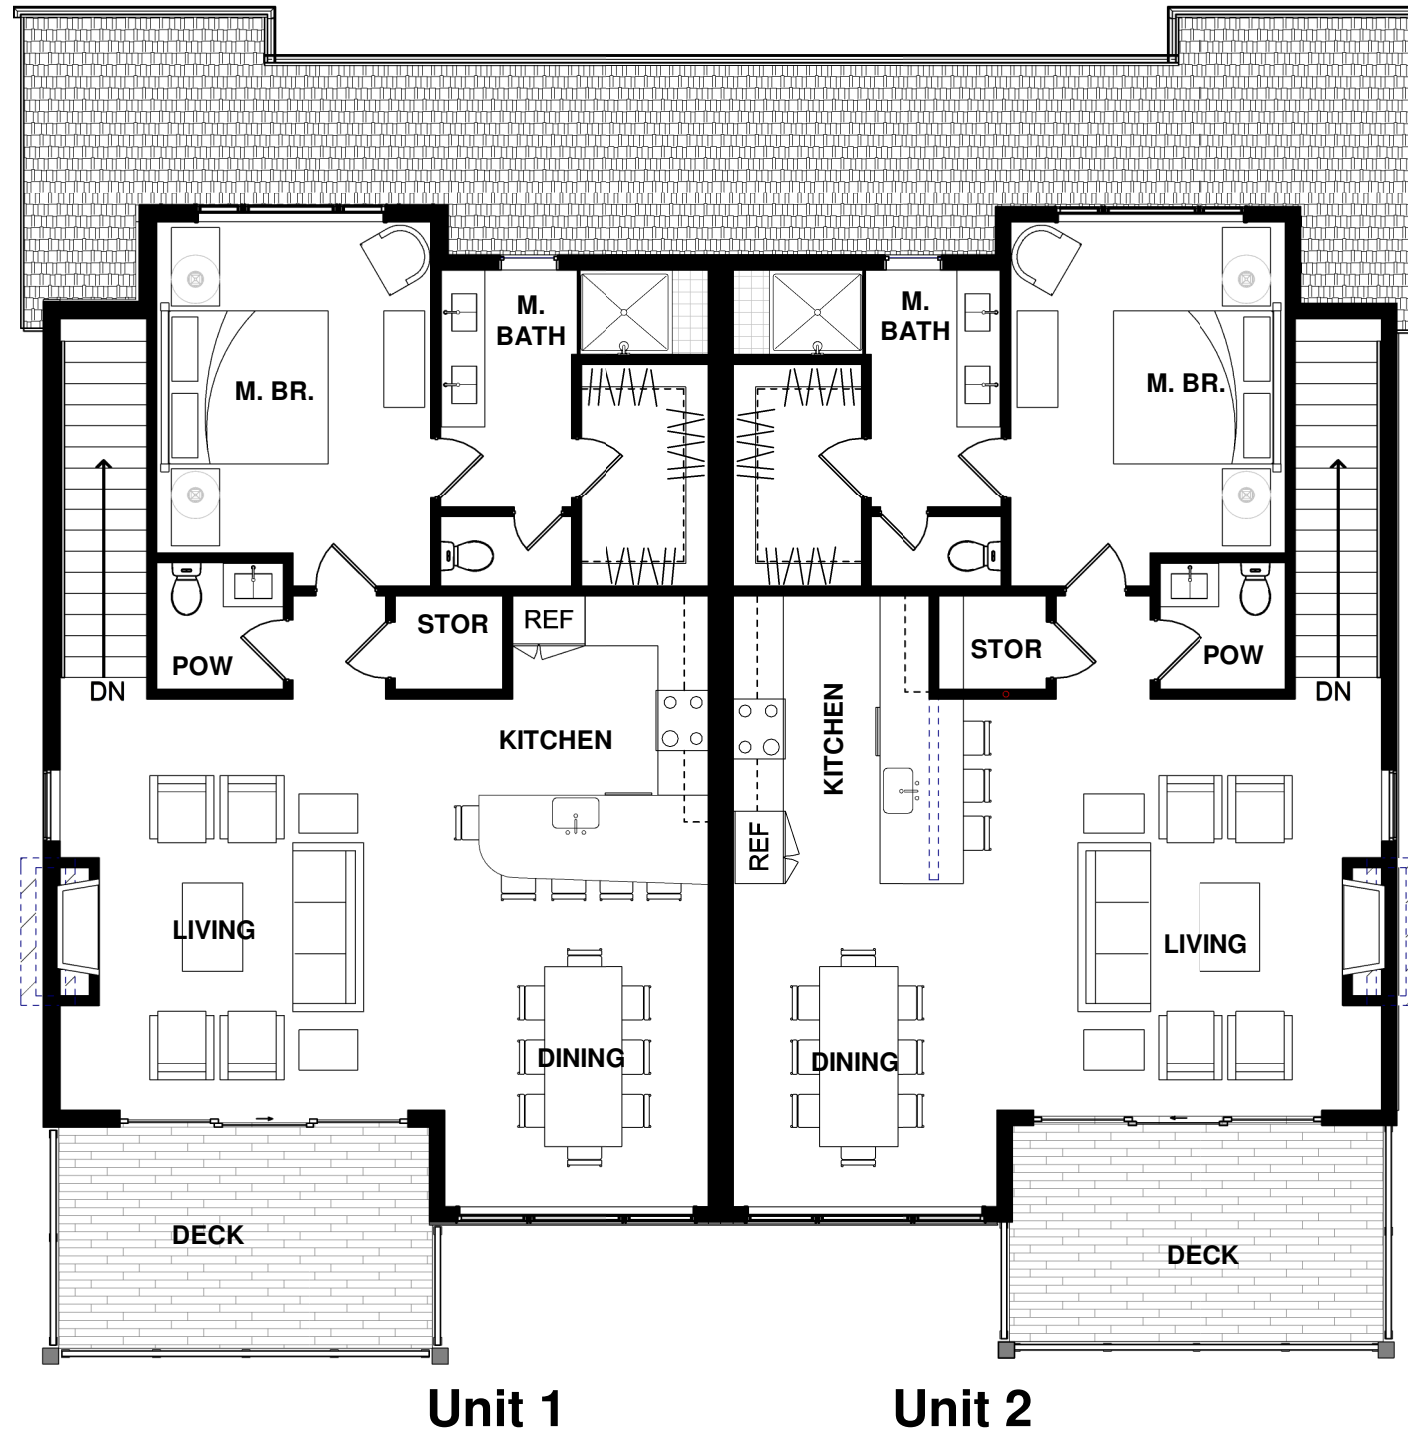 M.
BATH
M. BR.
M.
BATH
M. BR.
STOR
REF
POW
DN
KITCHEN
STOR
POW
DN
KITCHEN
REF
LIVING
LIVING
DINING
DINING
DECK
DECK
Unit 1
Unit 2